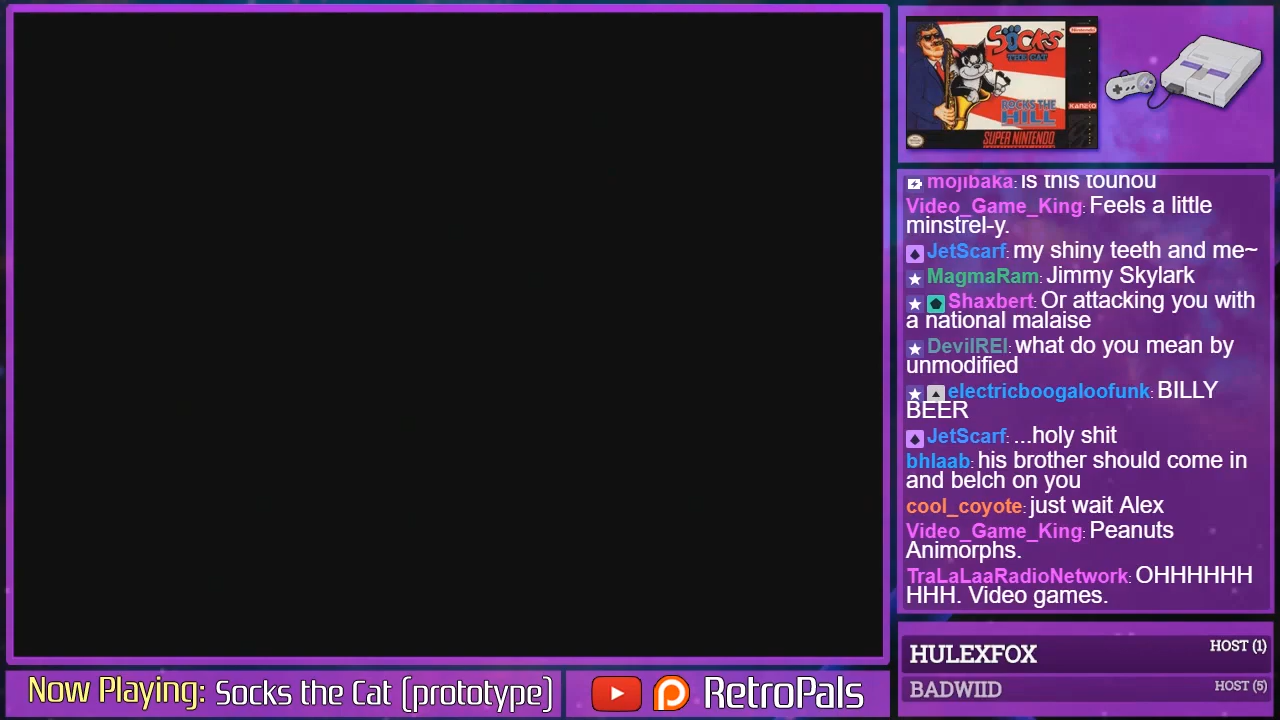 SOCKS
THE CAT
ROCKS THE
HILL
Nintendo
KANEKO
SUPER NINTENDO
mojibaka: is this touhou
Video_Game_King: Feels a little
minstrel-y.
JetScarf: my shiny teeth and me~
MagmaRam: Jimmy Skylark
Shaxbert: Or attacking you with
a national malaise
DevilREI: what do you mean by
unmodified
electricboogaloofunk: BILLY
BEER
JetScarf: ...holy shit
bhlaab: his brother should come in
and belch on you
cool_coyote: just wait Alex
Video_Game_King: Peanuts
Animorphs.
TraLaLaaRadioNetwork: OHHHHHH
HHH. Video games.
HULEXFOX HOST (1)
BADWIID HOST (5)
Now Playing: Socks the Cat (prototype)
RetroPals